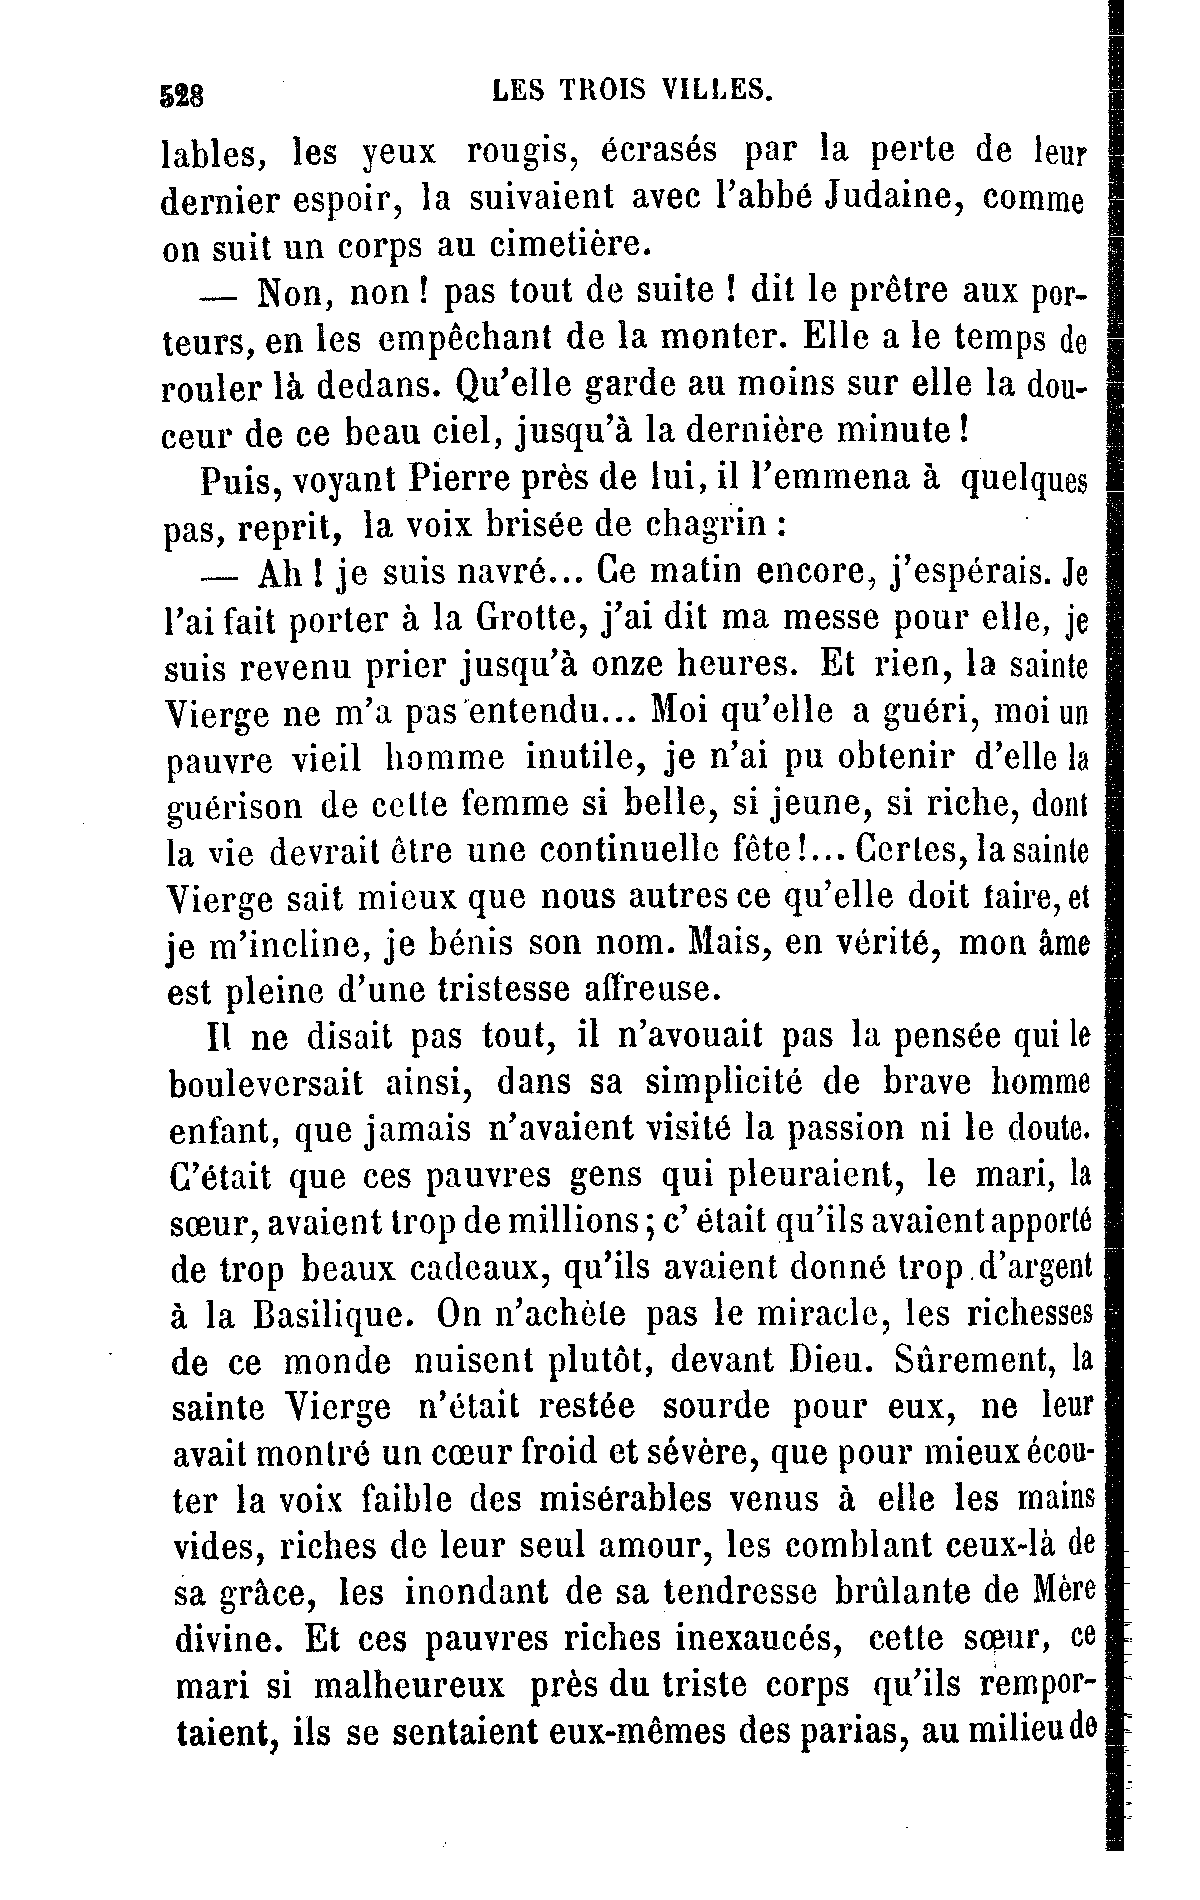 528 LES TROIS VILLES.
lables, les yeux rougis, écrasés par la perte de leur
dernier espoir, la suivaient avec l'abbé Judaine, comme
on suit un corps au cimetière.
— Non, non ! pas tout de suite ! dit le prêtre aux por-
teurs, en les empêchant de la monter. Elle a le temps de
rouler là dedans. Qu'elle garde au moins sur elle la dou-
ceur de ce beau ciel, jusqu'à la dernière minute !
Puis, voyant Pierre près de lui, il l'emmena à quelques
pas, reprit, la voix brisée de chagrin :
— Ah ! je suis navré... Ce matin encore, j'espérais. Je
l'ai fait porter à la Grotte, j'ai dit ma messe pour elle, je
suis revenu prier jusqu'à onze heures. Et rien, la sainte
Vierge ne m'a pas entendu... Moi qu'elle a guéri, moi un
pauvre vieil homme inutile, je n'ai pu obtenir d'elle la
guérison de cette femme si belle, si jeune, si riche, dont
la vie devrait être une continuelle fête !... Certes, la sainte
Vierge sait mieux que nous autres ce qu'elle doit faire, et
je m'incline, je bénis son nom. Mais, en vérité, mon âme
est pleine d'une tristesse affreuse.
Il ne disait pas tout, il n'avouait pas la pensée qui le
bouleversait ainsi, dans sa simplicité de brave homme
enfant, que jamais n'avaient visité la passion ni le doute.
C'était que ces pauvres gens qui pleuraient, le mari, la
sœur, avaient trop de millions ; c' était qu'ils avaient apporté
de trop beaux cadeaux, qu'ils avaient donné trop d'argent
à la Basilique. On n'achète pas le miracle, les richesses
de ce monde nuisent plutôt, devant Dieu. Sûrement, la
sainte Vierge n'était restée sourde pour eux, ne leur
avait montré un cœur froid et sévère, que pour mieux écou-
ter la voix faible des misérables venus à elle les mains
vides, riches de leur seul amour, les comblant ceux-là de
sa grâce, les inondant de sa tendresse brûlante de Mère
divine. Et ces pauvres riches inexaucés, cette sœur, ce
mari si malheureux près du triste corps qu'ils rempor-
taient, ils se sentaient eux-mêmes des parias, au milieu de